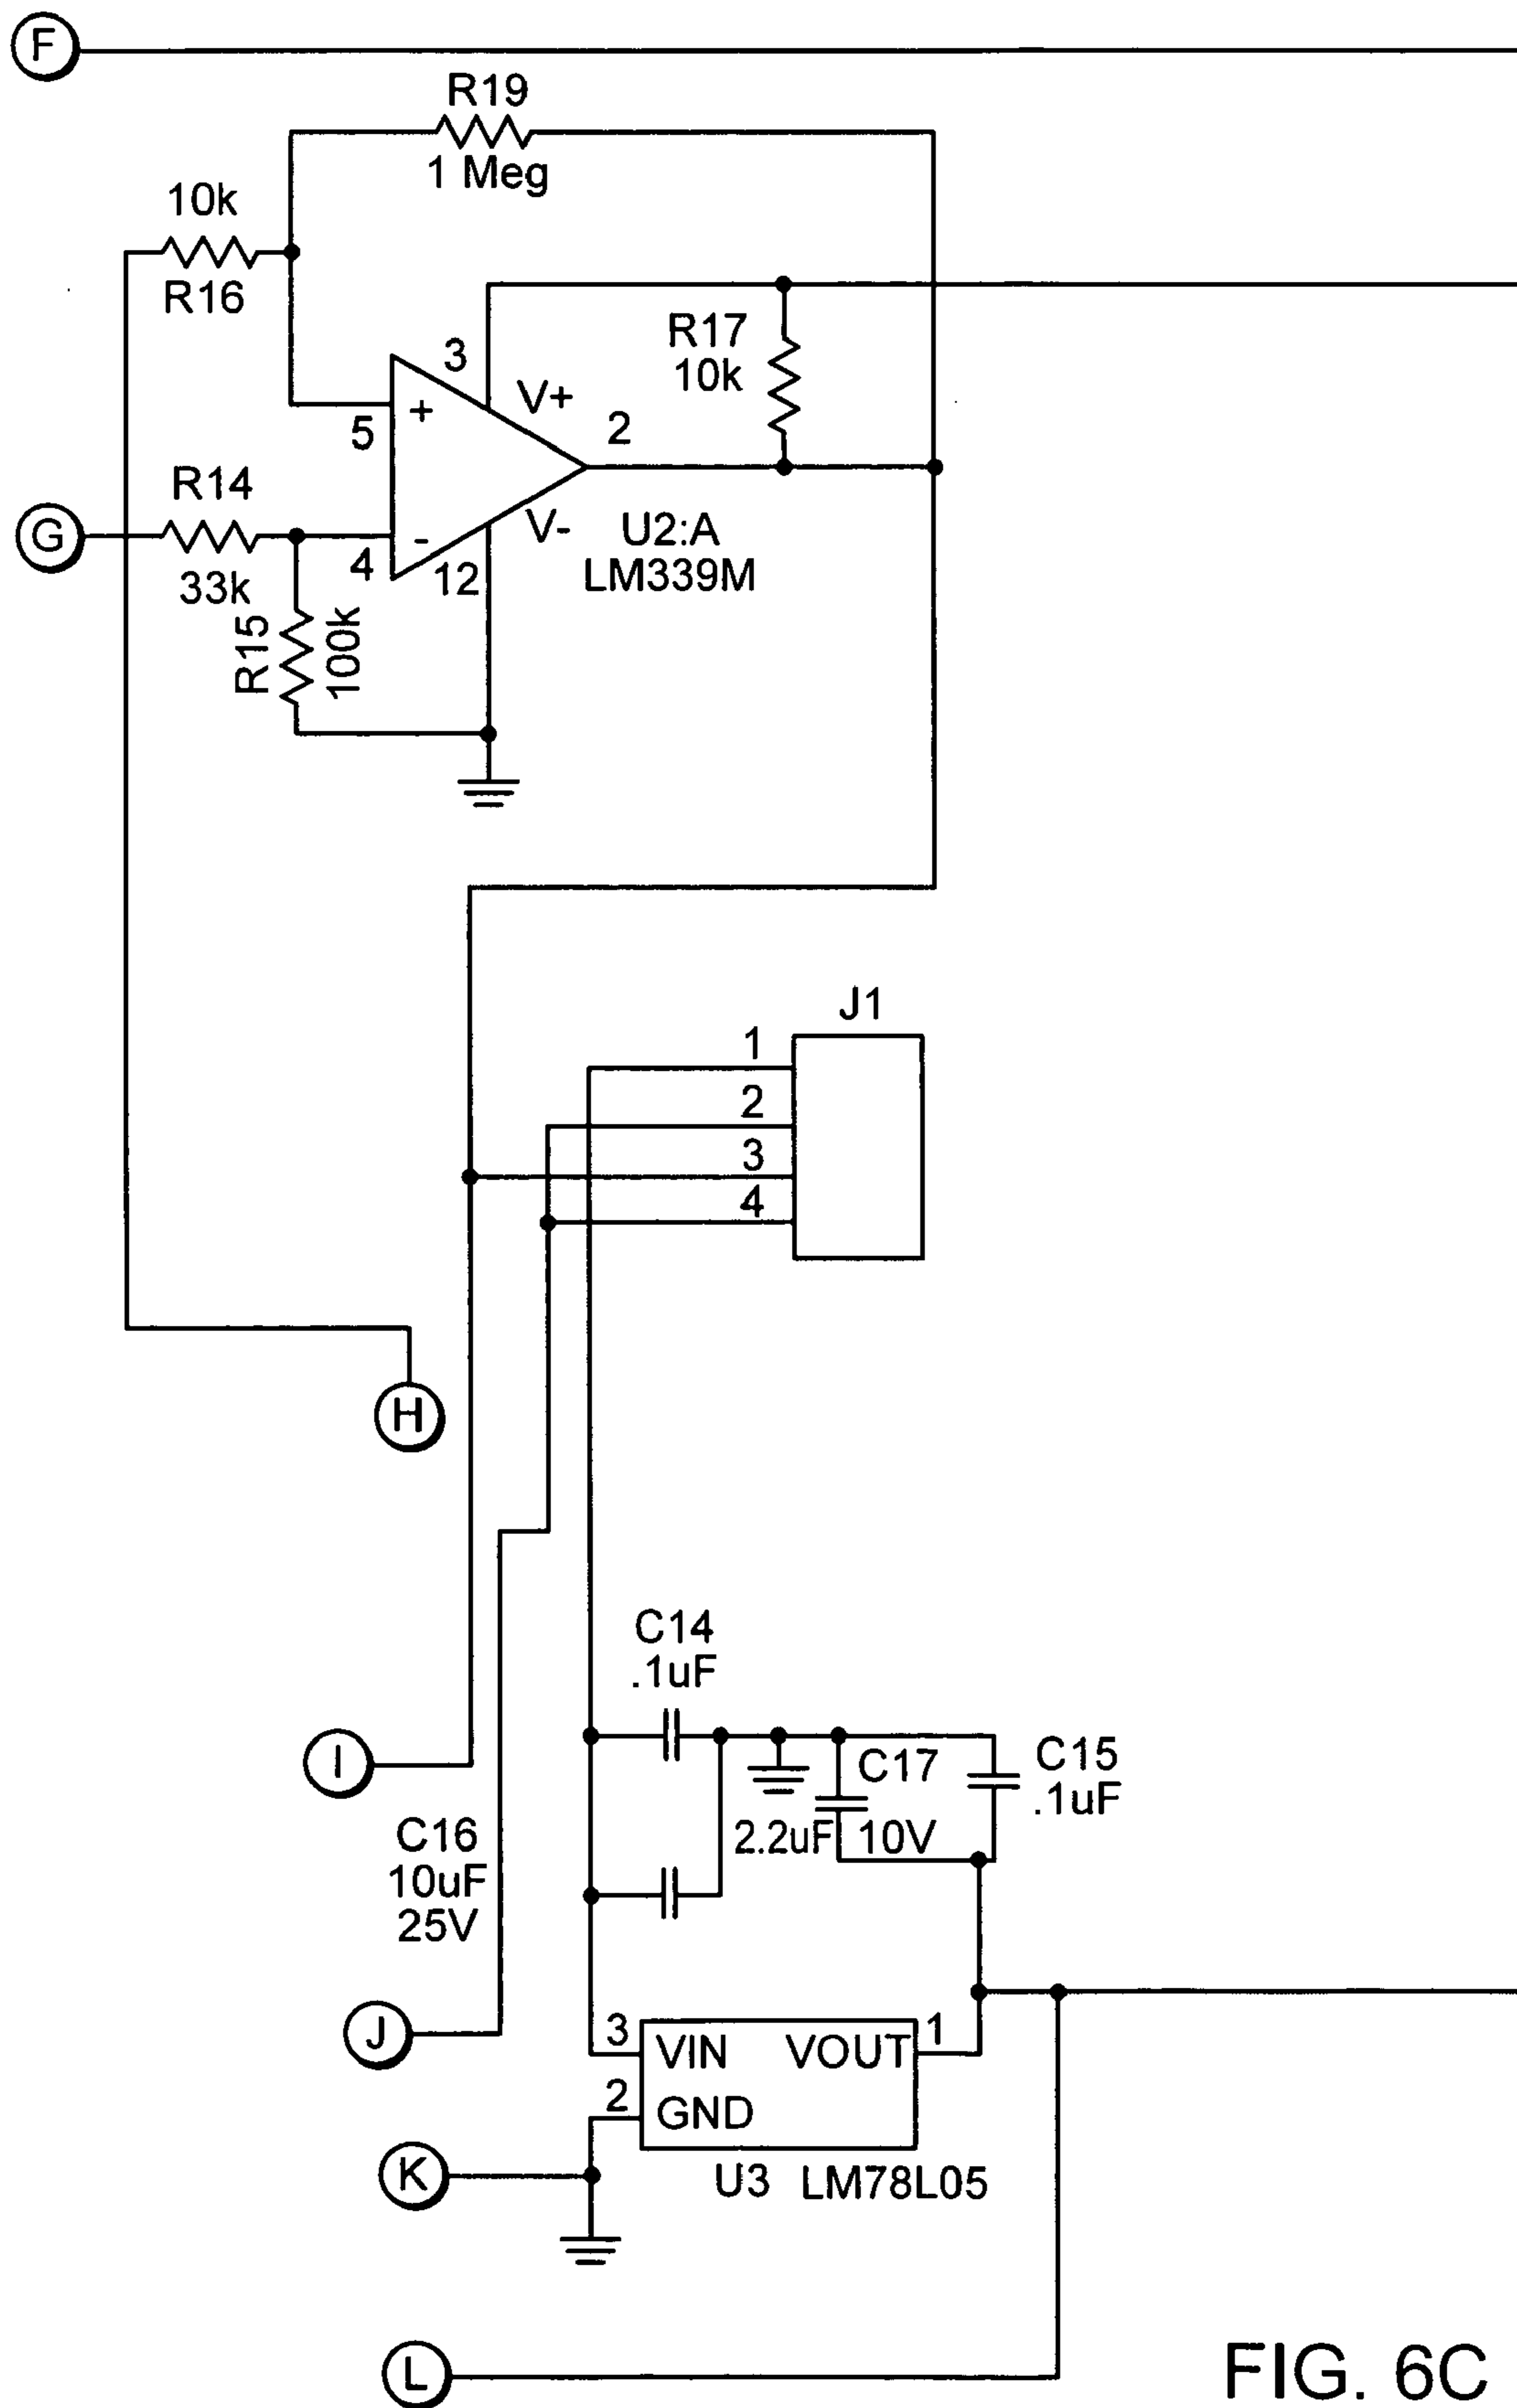 F
R19
1 Meg
10k
R16
R17
10k
3
V+
+
5
2
R14
G
33k
-
4
12
V-
U2:A
LM339M
R15
100k
J1
1
2
3
4
H
C14
.1uF
I
C17
2.2uF 10V
C15
.1uF
C16
10uF
25V
J
3
VIN VOUT
1
2
GND
K
U3 LM78L05
L
FIG. 6C